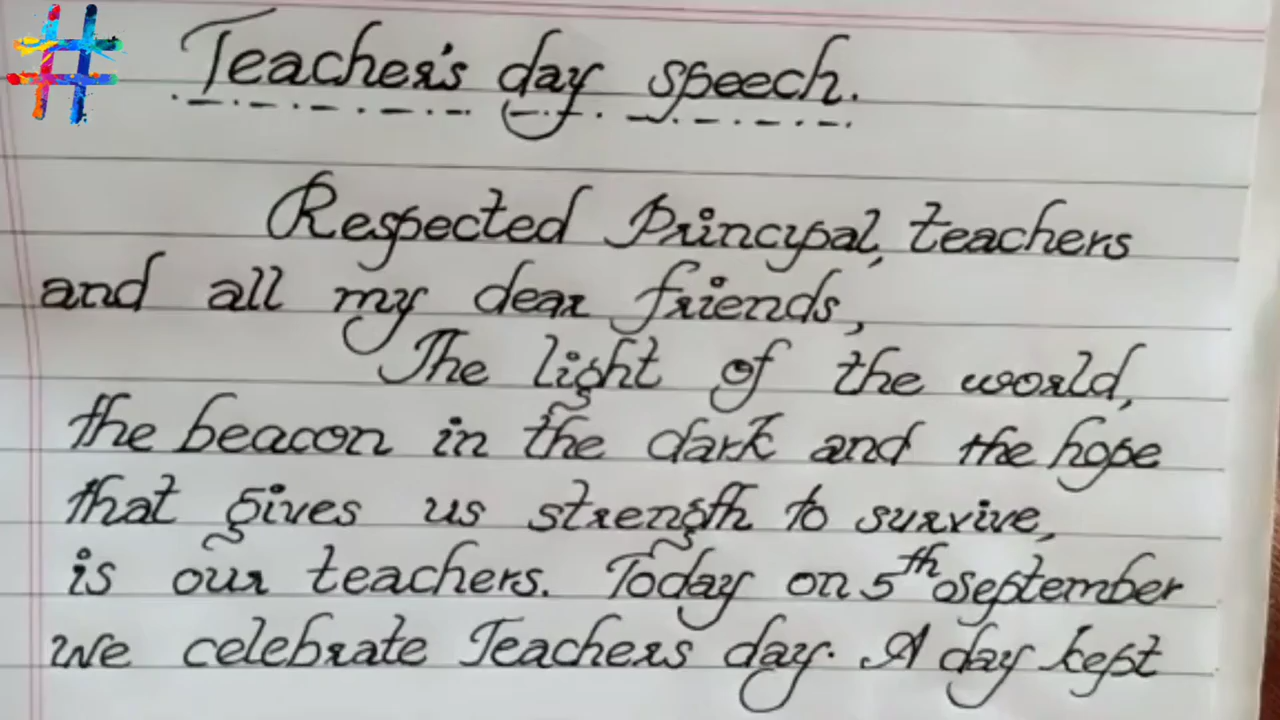 Teacher's day speech.
Respected Principal, teachers
and all my dear friends,
The light of the world,
the beacon in the dark and the hope
that gives us strength to survive,
is our teachers. Today on 5th september
we celebrate Teachers day. A day kept